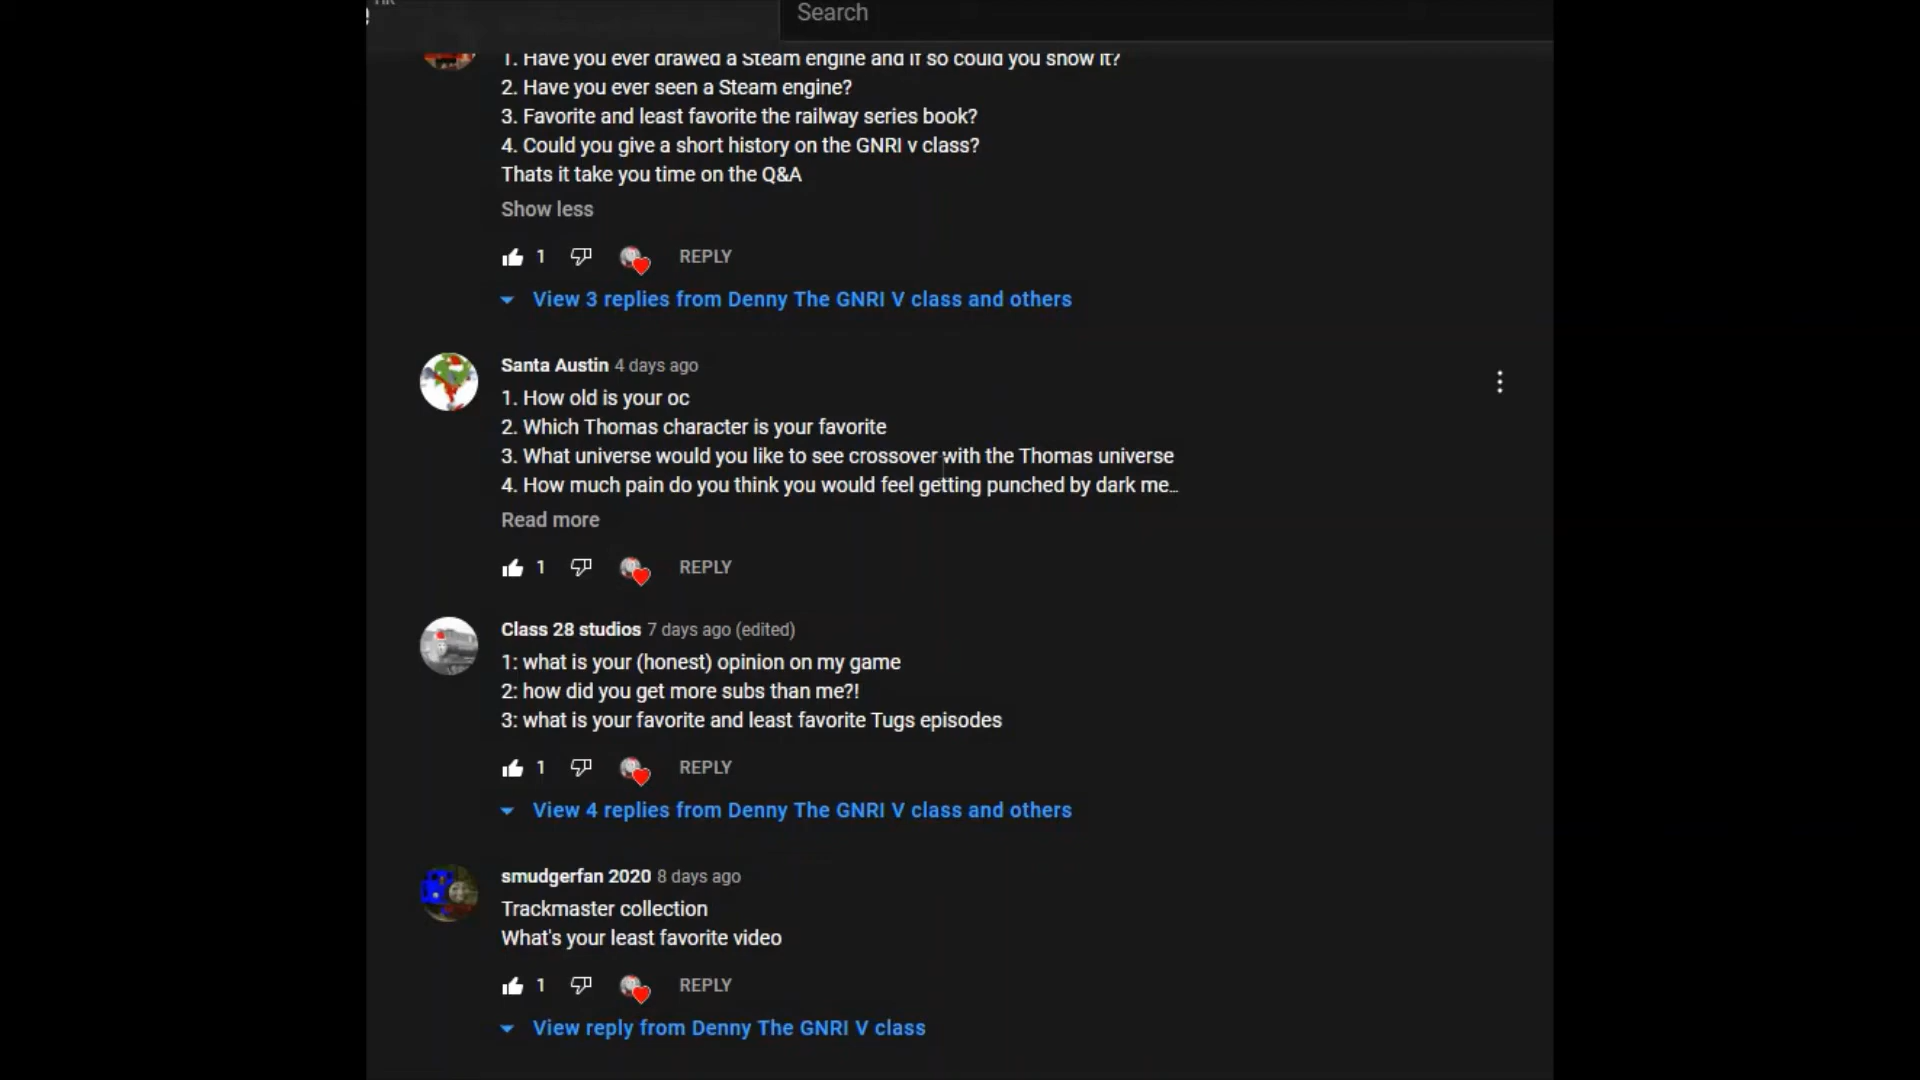 Search
1. Have you ever drawed a Steam engine and if so could you show it?
2. Have you ever seen a Steam engine?
3. Favorite and least favorite the railway series book?
4. Could you give a short history on the GNRI v class?
Thats it take you time on the Q&A
Show less
1 REPLY
View 3 replies from Denny The GNRI V class and others
Santa Austin 4 days ago
1. How old is your oc
2. Which Thomas character is your favorite
3. What universe would you like to see crossover with the Thomas universe
4. How much pain do you think you would feel getting punched by dark me…
Read more
1 REPLY
Class 28 studios 7 days ago (edited)
1: what is your (honest) opinion on my game
2: how did you get more subs than me?!
3: what is your favorite and least favorite Tugs episodes
1 REPLY
View 4 replies from Denny The GNRI V class and others
smudgerfan 2020 8 days ago
Trackmaster collection
What's your least favorite video
1 REPLY
View reply from Denny The GNRI V class